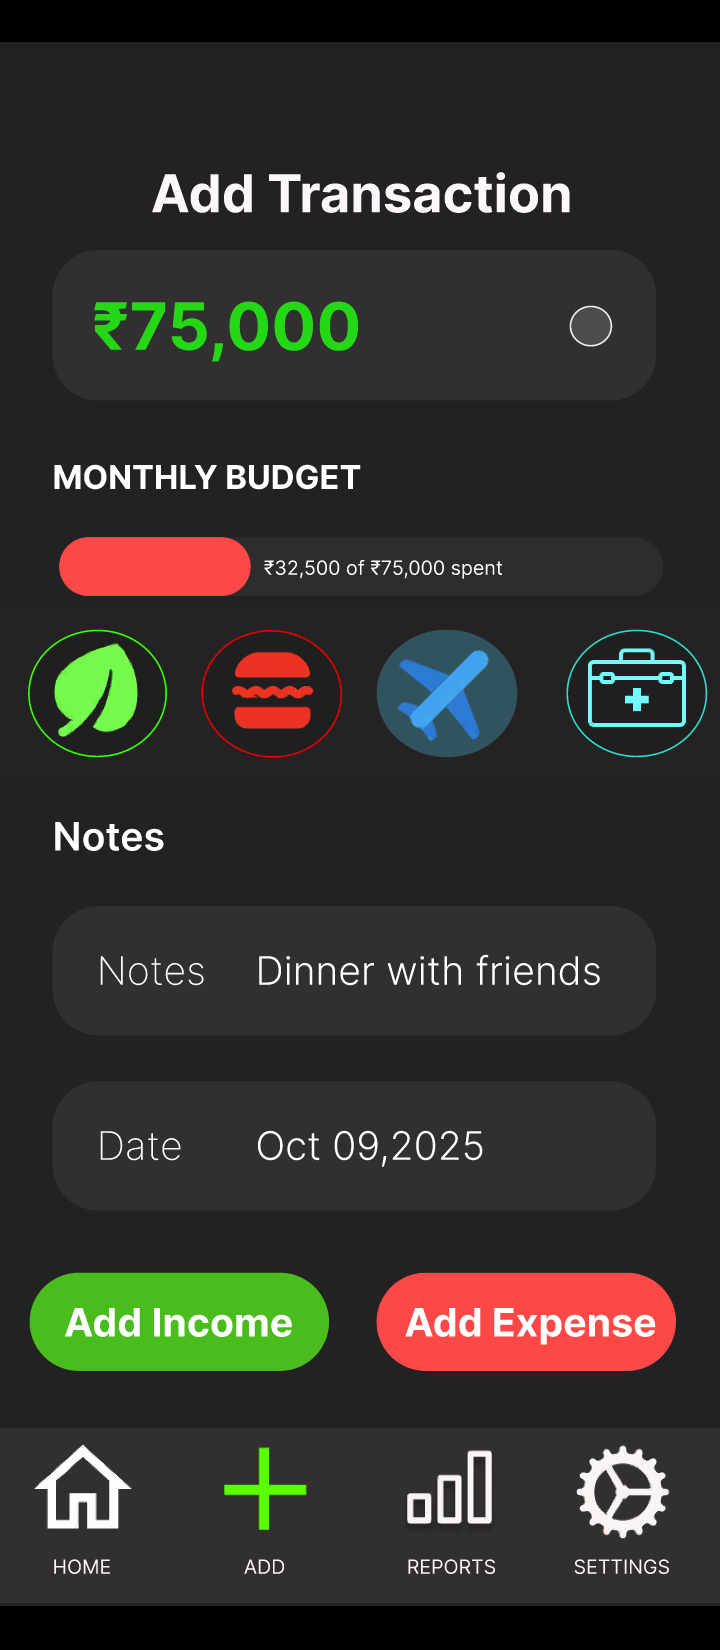 Add Transaction
₹75,000
MONTHLY BUDGET
₹32,500 of ₹75,000 spent
Notes
Notes Dinner with friends
Date Oct 09,2025
Add Income Add Expense
HOME ADD REPORTS SETTINGS